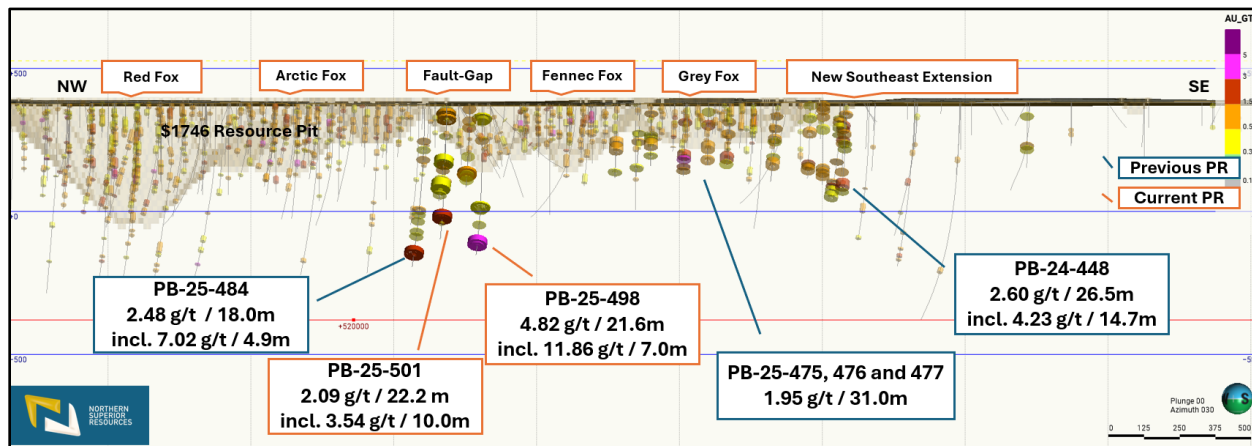 AU_GT
Red Fox
Arctic Fox
Fault-Gap
Fennec Fox
Grey Fox
New Southeast Extension
500
NW
SE
$1746 Resource Pit
Previous PR
Current PR
0
PB-25-484
2.48 g/t / 18.0m
incl. 7.02 g/t / 4.9m
PB-25-501
2.09 g/t / 22.2 m
incl. 3.54 g/t / 10.0m
PB-25-498
4.82 g/t / 21.6m
incl. 11.86 g/t / 7.0m
PB-25-475, 476 and 477
1.95 g/t / 31.0m
PB-24-448
2.60 g/t / 26.5m
incl. 4.23 g/t / 14.7m
+520000
-500
NORTHERN
SUPERIOR
RESOURCES
Plunge 00
Azimuth 030
S
0 125 250 375 500